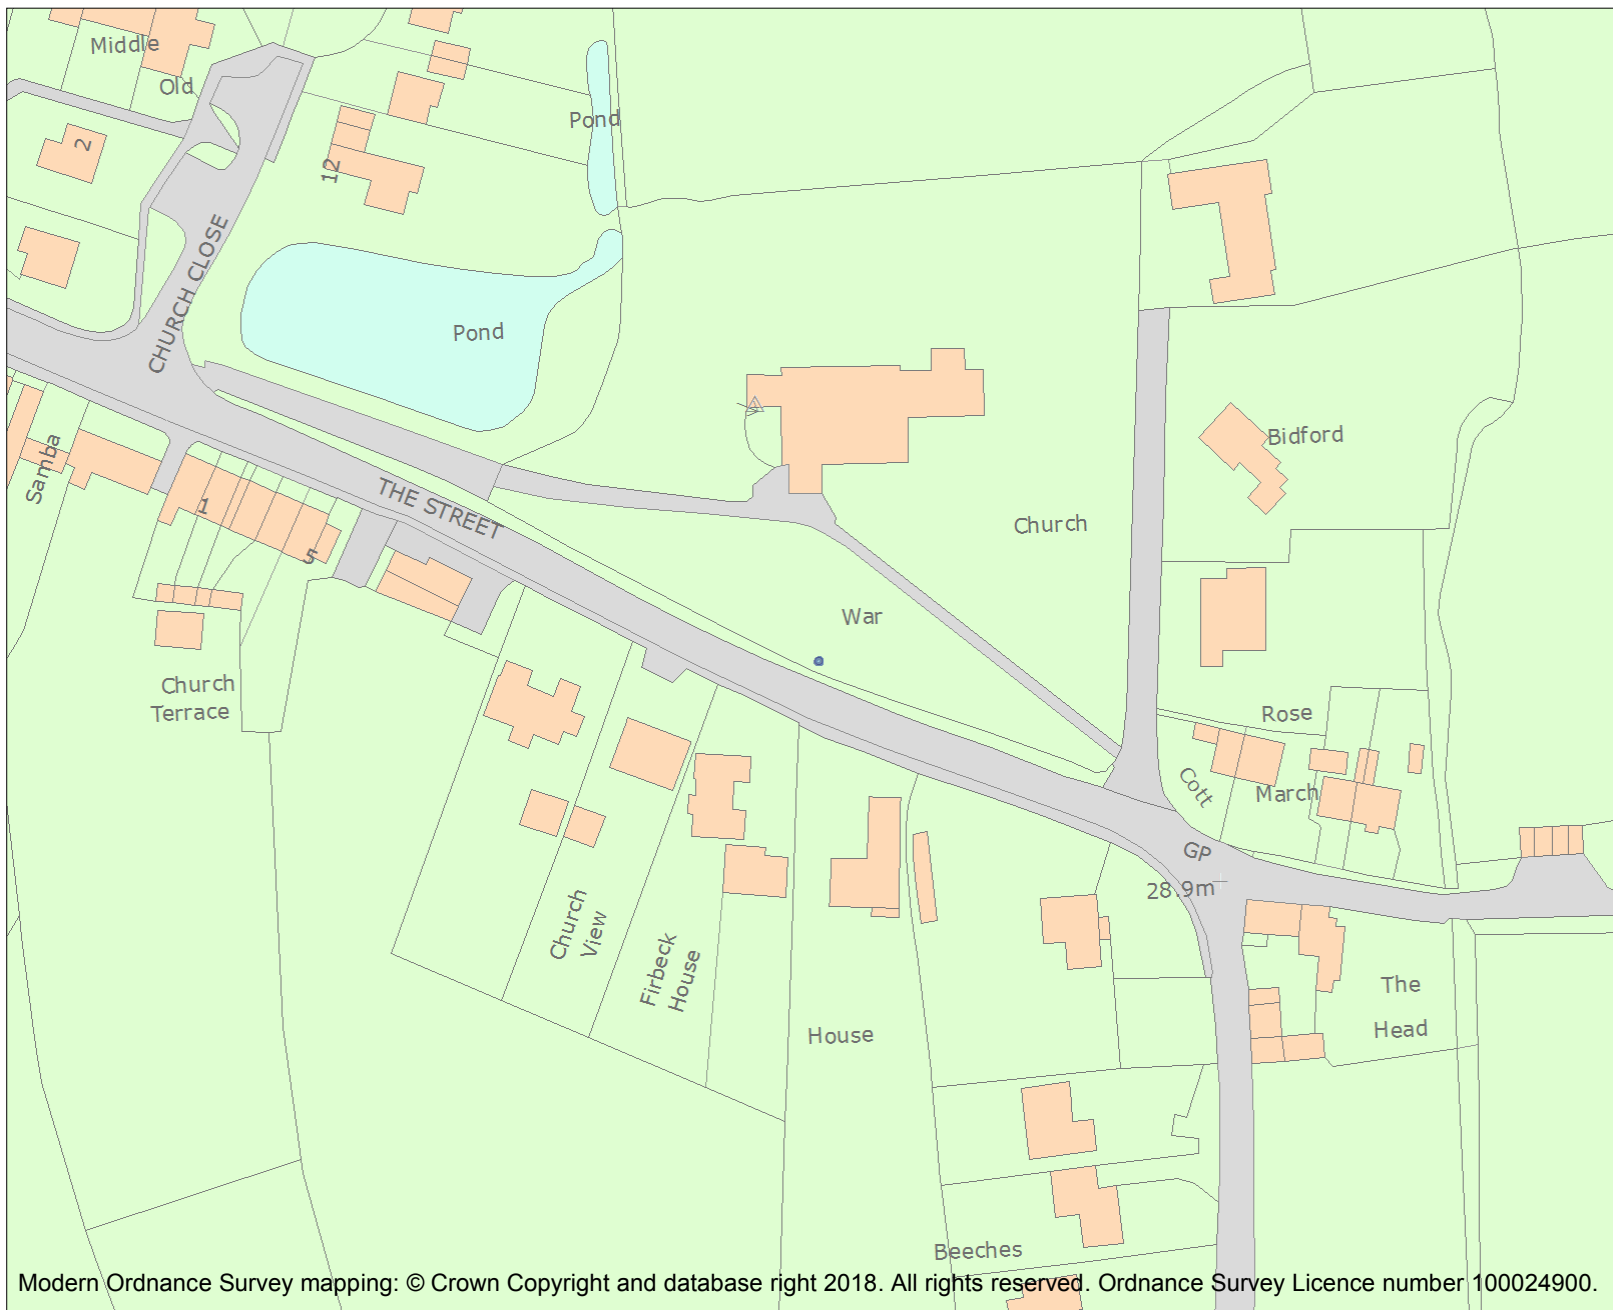 Middle
Old
Pond
2
12
CHURCH CLOSE
Pond
Bidford
Samba
1
THE STREET
5
Church
War
Church
Terrace
Rose
Cott
March
GP
28.9m
Church
View
Firbeck
House
House
The
Head
Beeches
Modern Ordnance Survey mapping: © Crown Copyright and database right 2018. All rights reserved. Ordnance Survey Licence number 100024900.